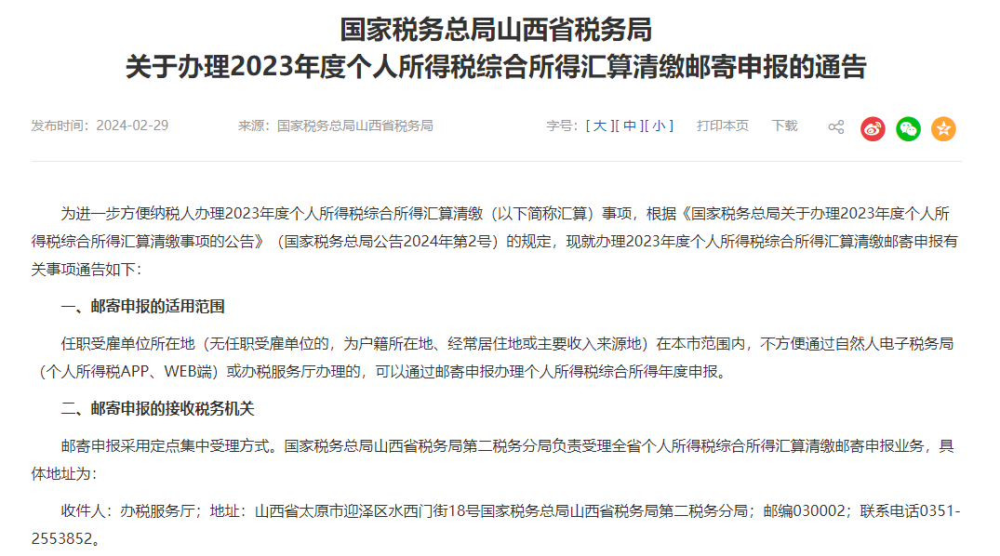 国家税务总局山西省税务局
关于办理2023年度个人所得税综合所得汇算清缴邮寄申报的通告
发布时间：2024-02-29 来源：国家税务总局山西省税务局 字号：[ 大 ][ 中 ][ 小 ] 打印本页 下载
为进一步方便纳税人办理2023年度个人所得税综合所得汇算清缴（以下简称汇算）事项，根据《国家税务总局关于办理2023年度个人所
得税综合所得汇算清缴事项的公告》（国家税务总局公告2024年第2号）的规定，现就办理2023年度个人所得税综合所得汇算清缴邮寄申报有
关事项通告如下：
一、邮寄申报的适用范围
任职受雇单位所在地（无任职受雇单位的，为户籍所在地、经常居住地或主要收入来源地）在本市范围内，不方便通过自然人电子税务局
（个人所得税APP、WEB端）或办税服务厅办理的，可以通过邮寄申报办理个人所得税综合所得年度申报。
二、邮寄申报的接收税务机关
邮寄申报采用定点集中受理方式。国家税务总局山西省税务局第二税务分局负责受理全省个人所得税综合所得汇算清缴邮寄申报业务，具
体地址为：
收件人：办税服务厅；地址：山西省太原市迎泽区水西门街18号国家税务总局山西省税务局第二税务分局；邮编030002；联系电话0351-
2553852。